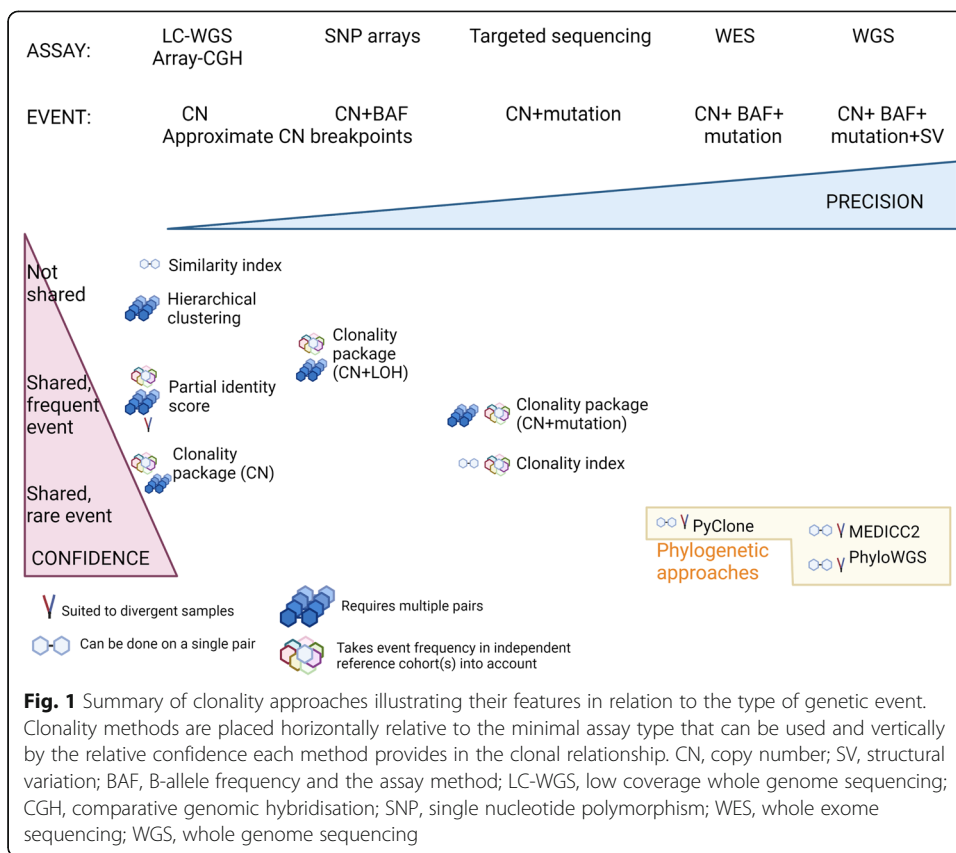 ASSAY:
LC-WGS
Array-CGH
SNP arrays
Targeted sequencing
WES
WGS
EVENT:
CN
Approximate CN breakpoints
CN+BAF
CN+mutation
CN+ BAF+
mutation
CN+ BAF+
mutation+SV
PRECISION
Not
shared
Shared,
frequent
event
Shared,
rare event
CONFIDENCE
Similarity index
Hierarchical
clustering
Partial identity
score
Clonality
package (CN)
Clonality
package
(CN+LOH)
Clonality package
(CN+mutation)
Clonality index
PyClone
Phylogenetic
approaches
MEDICC2
PhyloWGS
Suited to divergent samples
Can be done on a single pair
Requires multiple pairs
Takes event frequency in independent
reference cohort(s) into account
Fig. 1 Summary of clonality approaches illustrating their features in relation to the type of genetic event.
Clonality methods are placed horizontally relative to the minimal assay type that can be used and vertically
by the relative confidence each method provides in the clonal relationship. CN, copy number; SV, structural
variation; BAF, B-allele frequency and the assay method; LC-WGS, low coverage whole genome sequencing;
CGH, comparative genomic hybridisation; SNP, single nucleotide polymorphism; WES, whole exome
sequencing; WGS, whole genome sequencing